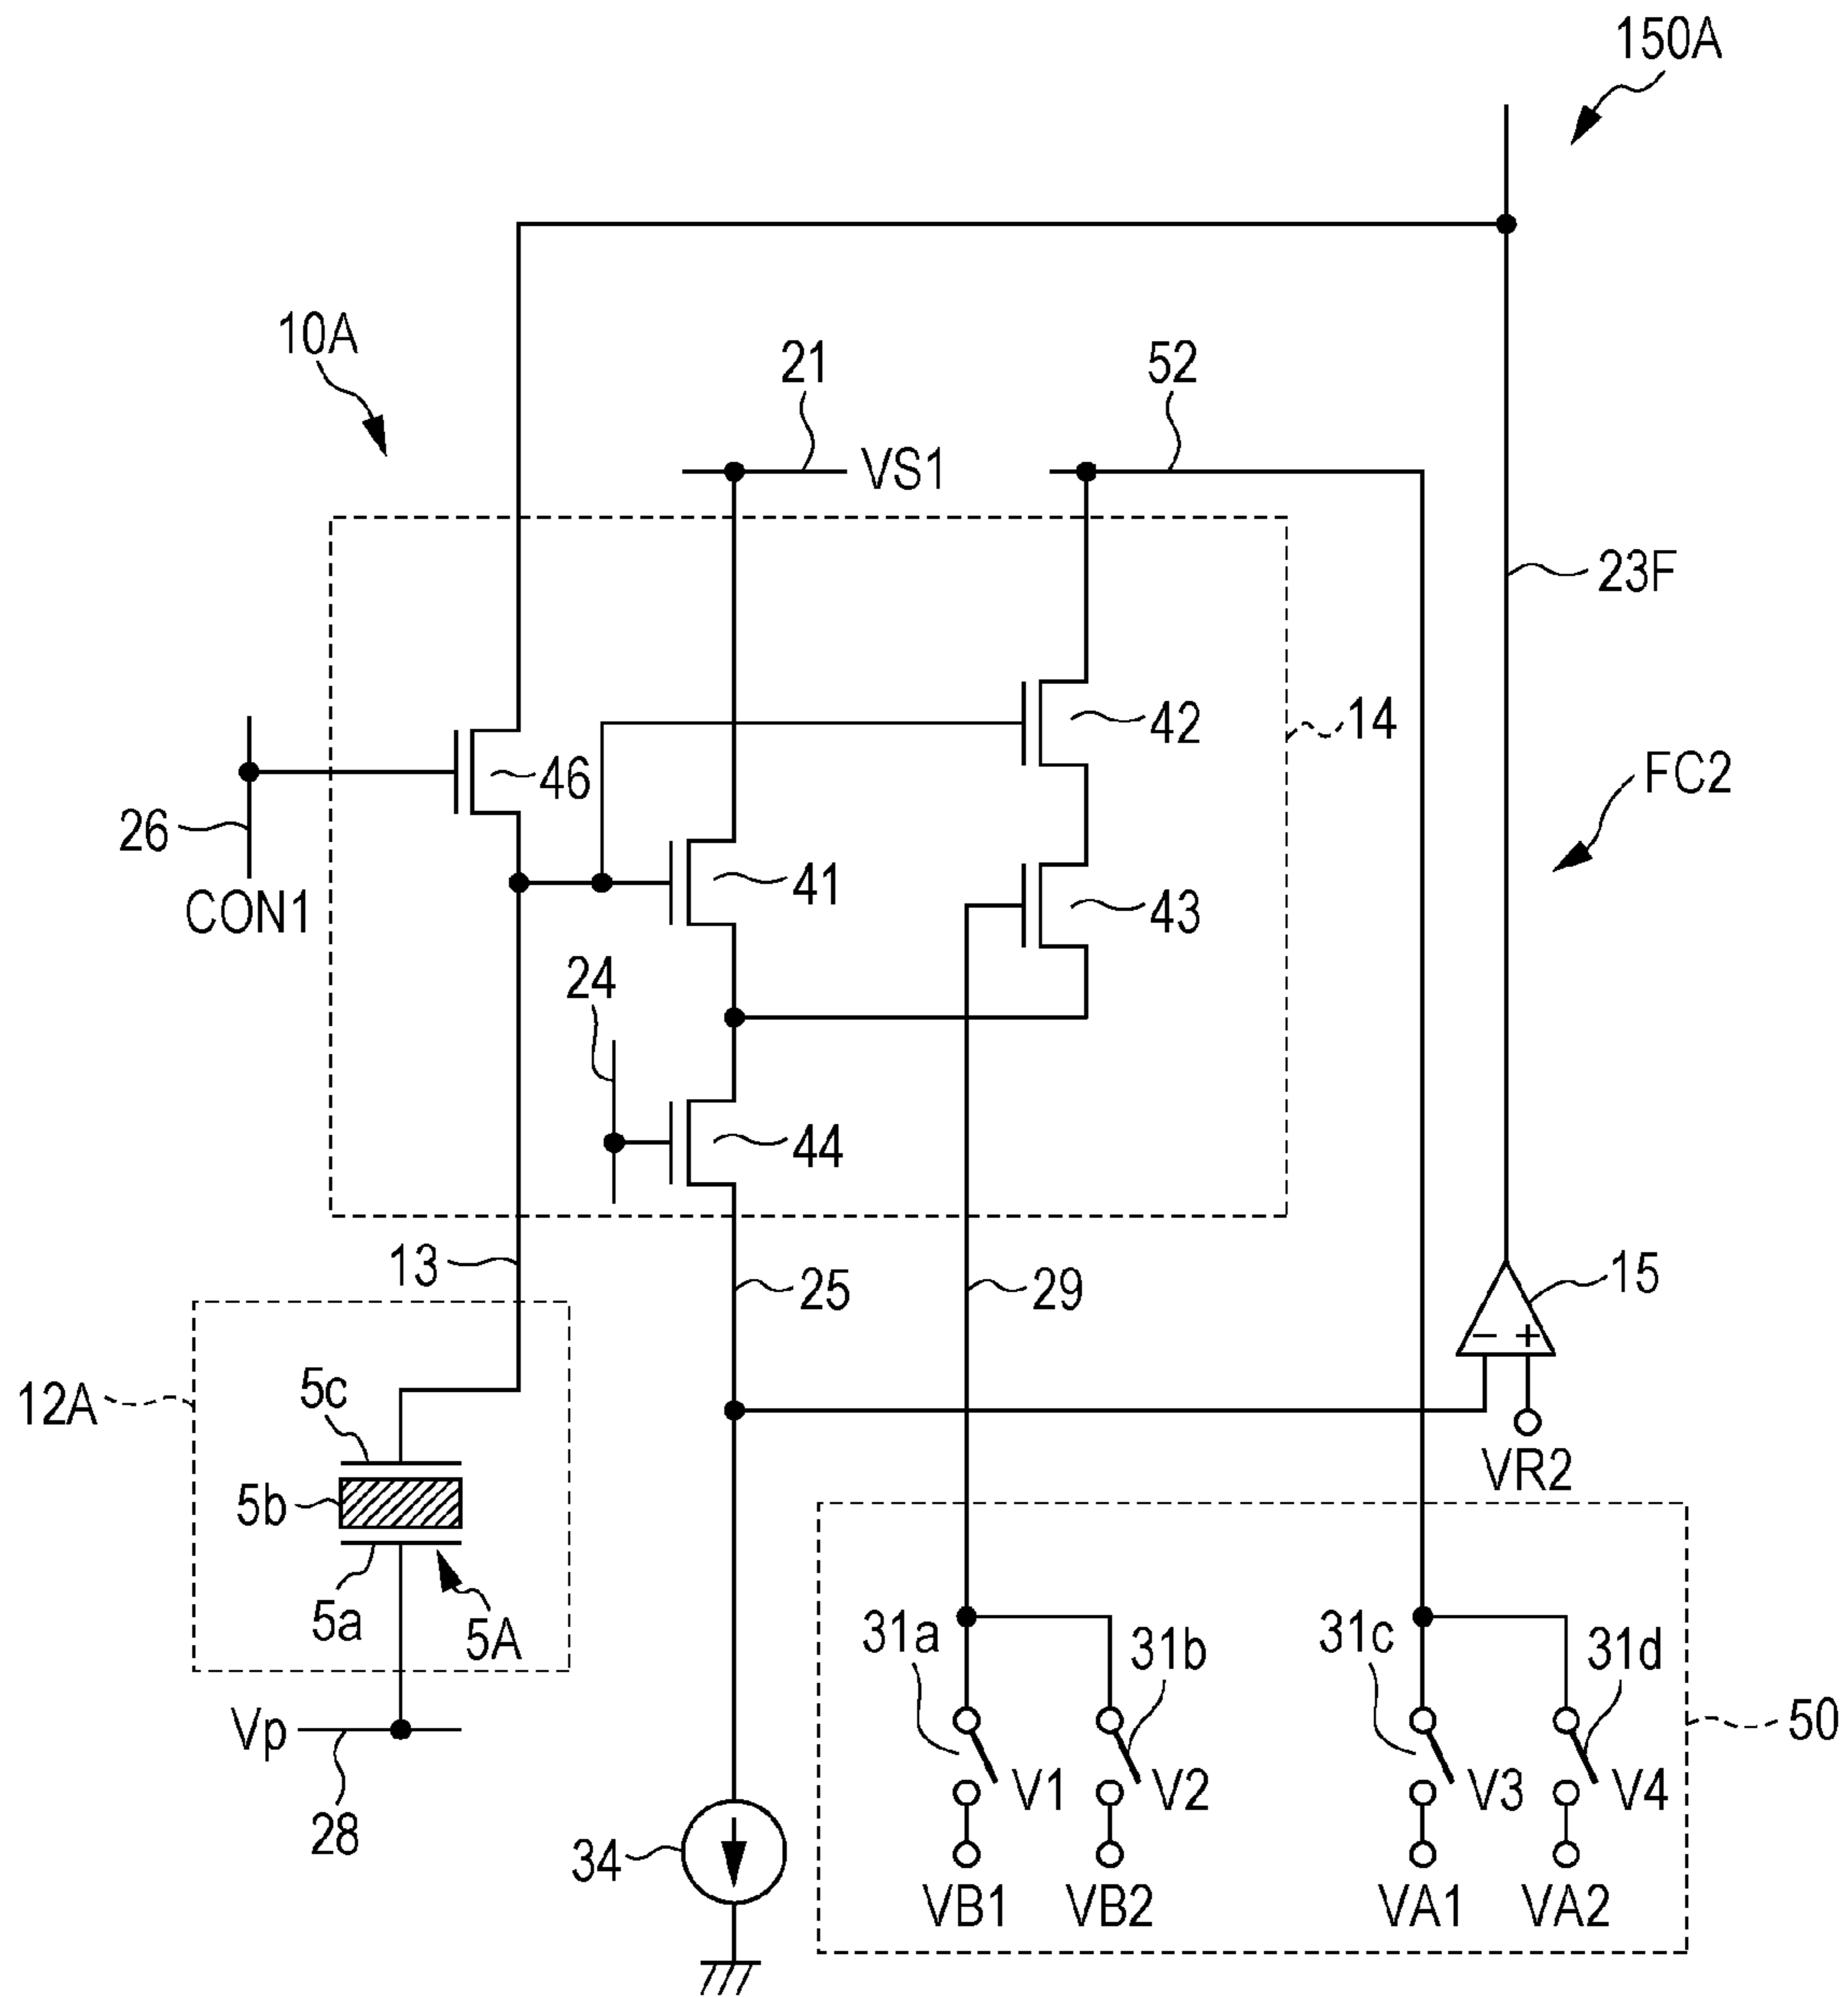 150A
10A
21
52
VS1
23F
42
14
46
FC2
26
41
43
CON1
24
44
13
25
29
15
− +
12A
5c
VR2
5b
5a
5A
31a
31b
31c
31d
50
Vp
V1
V2
V3
V4
28
34
VB1
VB2
VA1
VA2